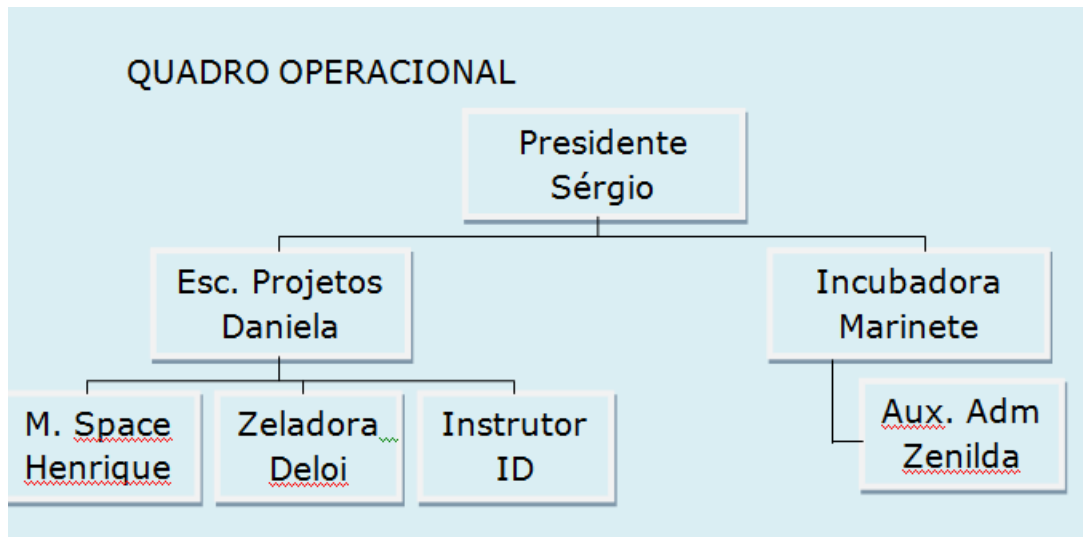 QUADRO OPERACIONAL
Presidente
Sérgio
Esc. Projetos
Daniela
Incubadora
Marinete
M. Space
Henrique
Zeladora
Deloi
Instrutor
ID
Aux. Adm
Zenilda